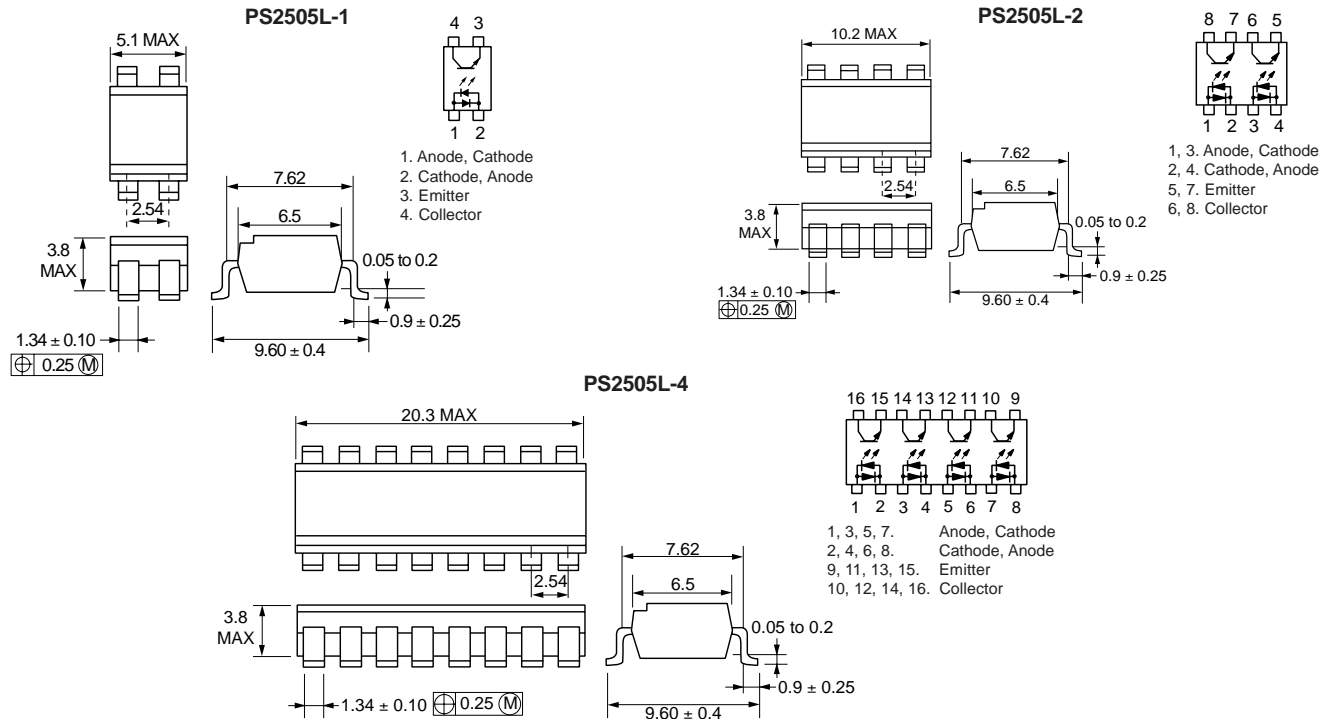 PS2505L-1
5.1 MAX
4 3
1 2
1. Anode, Cathode
2. Cathode, Anode
3. Emitter
4. Collector
2.54
7.62
6.5
3.8
MAX
0.05 to 0.2
1.34 ± 0.10
0.25 M
0.9 ± 0.25
9.60 ± 0.4
PS2505L-2
10.2 MAX
8 7 6 5
1 2 3 4
1, 3. Anode, Cathode
2, 4. Cathode, Anode
5, 7. Emitter
6, 8. Collector
2.54
7.62
6.5
3.8
MAX
0.05 to 0.2
1.34 ± 0.10
0.25 M
0.9 ± 0.25
9.60 ± 0.4
PS2505L-4
20.3 MAX
16 15 14 13 12 11 10 9
1 2 3 4 5 6 7 8
1, 3, 5, 7. Anode, Cathode
2, 4, 6, 8. Cathode, Anode
9, 11, 13, 15. Emitter
10, 12, 14, 16. Collector
2.54
7.62
6.5
3.8
MAX
0.05 to 0.2
1.34 ± 0.10 0.25 M
0.9 ± 0.25
9.60 ± 0.4